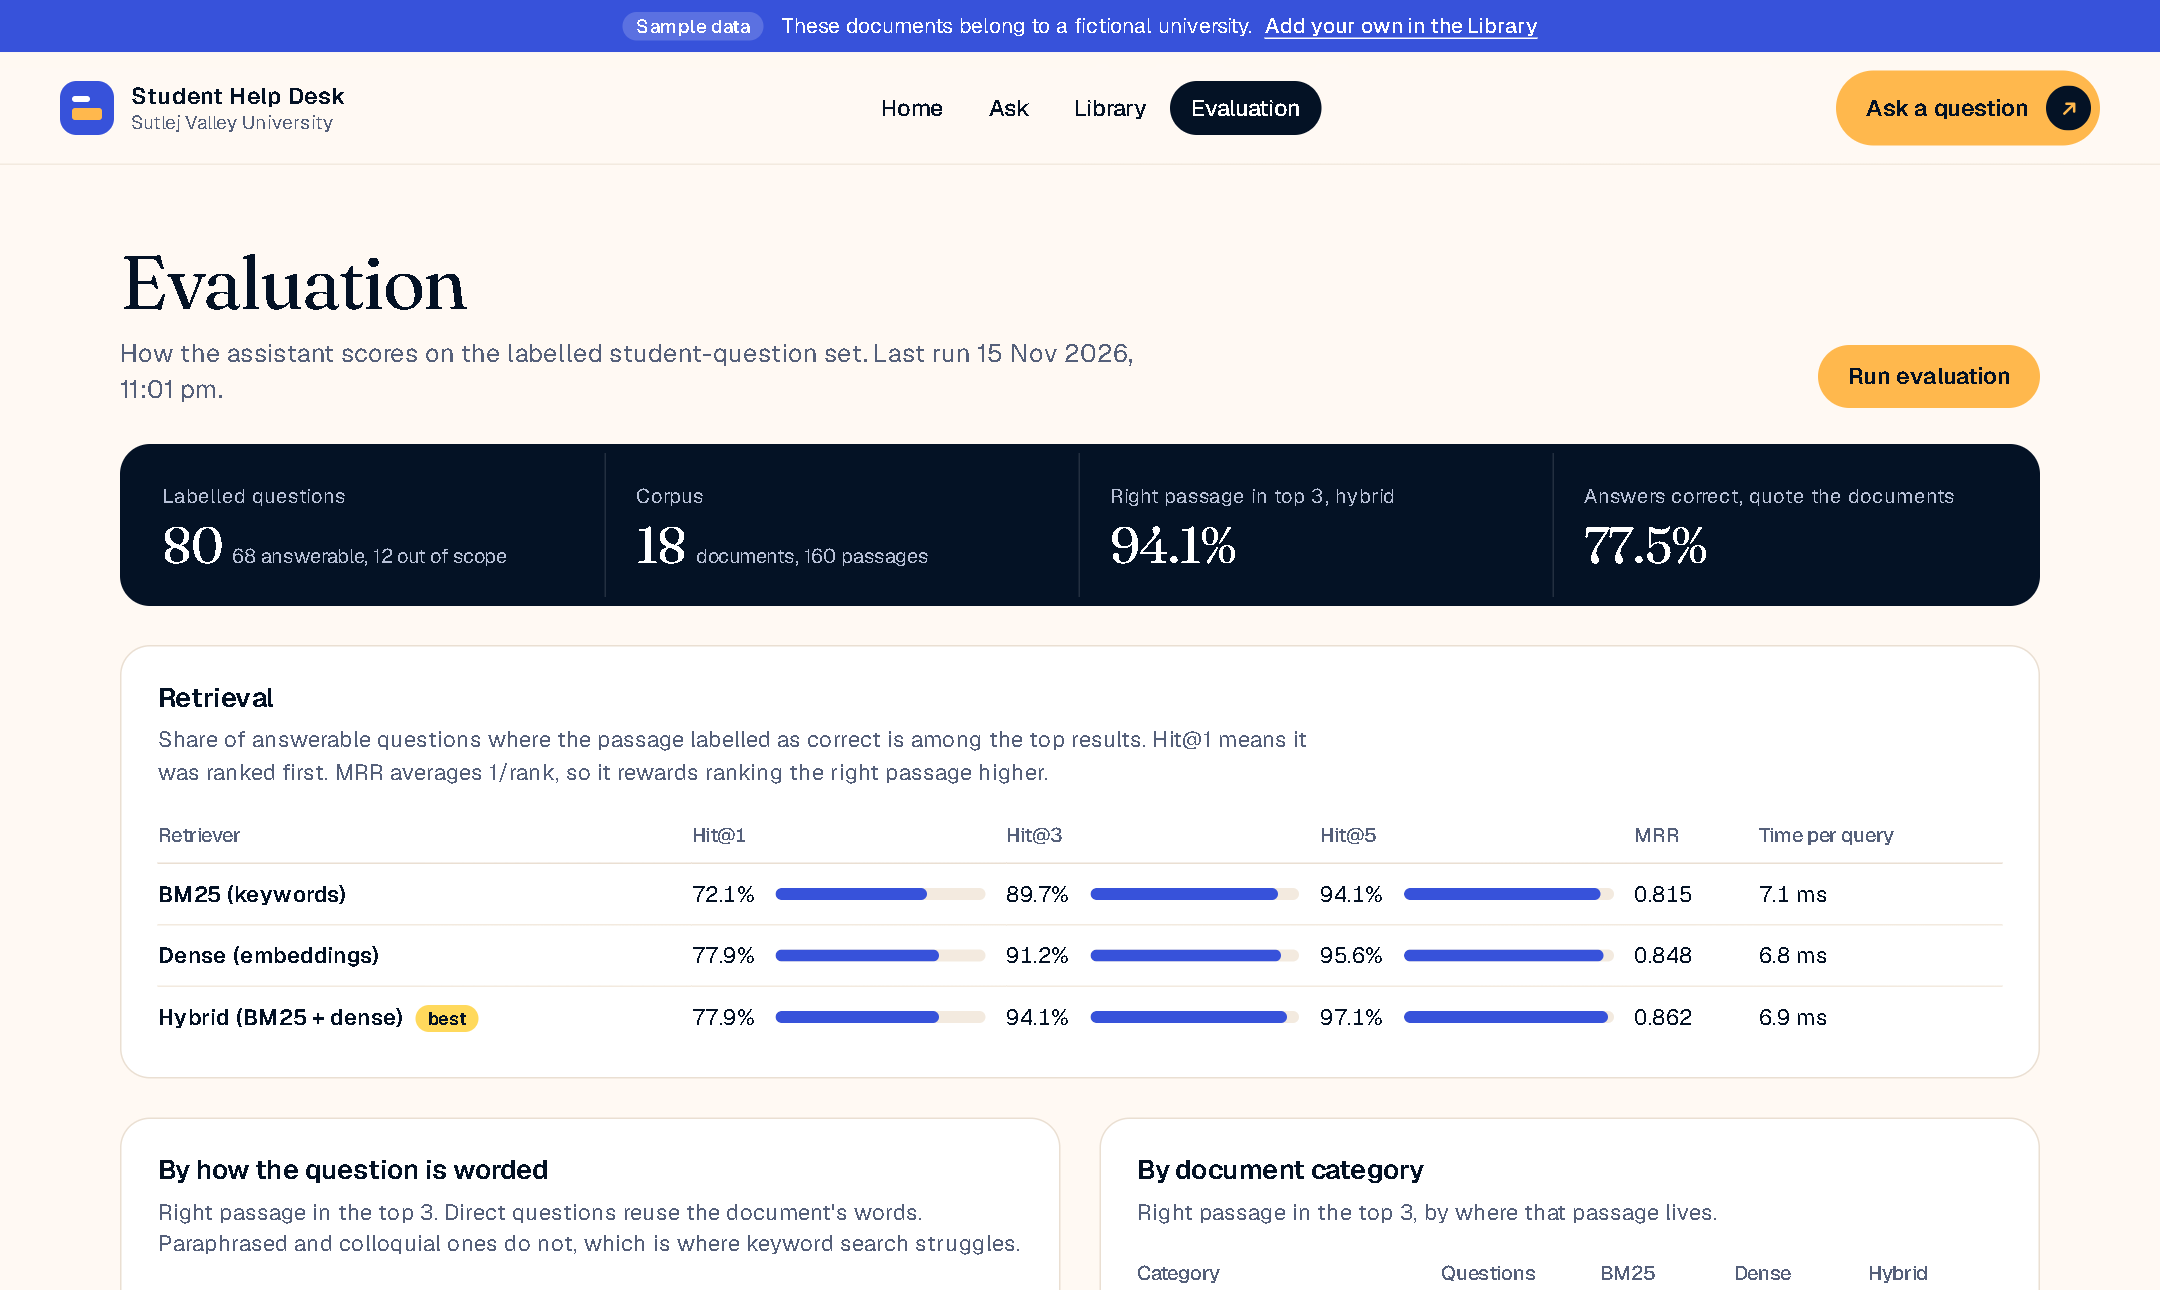 Sample data These documents belong to a fictional university. Add your own in the Library
Student Help Desk
Sutlej Valley University
Home Ask Library Evaluation
Ask a question
Evaluation
How the assistant scores on the labelled student-question set. Last run 15 Nov 2026,
11:01 pm.
Run evaluation
Labelled questions
80 68 answerable, 12 out of scope
Corpus
18 documents, 160 passages
Right passage in top 3, hybrid
94.1%
Answers correct, quote the documents
77.5%
Retrieval
Share of answerable questions where the passage labelled as correct is among the top results. Hit@1 means it
was ranked first. MRR averages 1/rank, so it rewards ranking the right passage higher.
Retriever Hit@1 Hit@3 Hit@5 MRR Time per query
BM25 (keywords) 72.1% 89.7% 94.1% 0.815 7.1 ms
Dense (embeddings) 77.9% 91.2% 95.6% 0.848 6.8 ms
Hybrid (BM25 + dense) best 77.9% 94.1% 97.1% 0.862 6.9 ms
By how the question is worded
Right passage in the top 3. Direct questions reuse the document's words.
Paraphrased and colloquial ones do not, which is where keyword search struggles.
By document category
Right passage in the top 3, by where that passage lives.
Category Questions BM25 Dense Hybrid